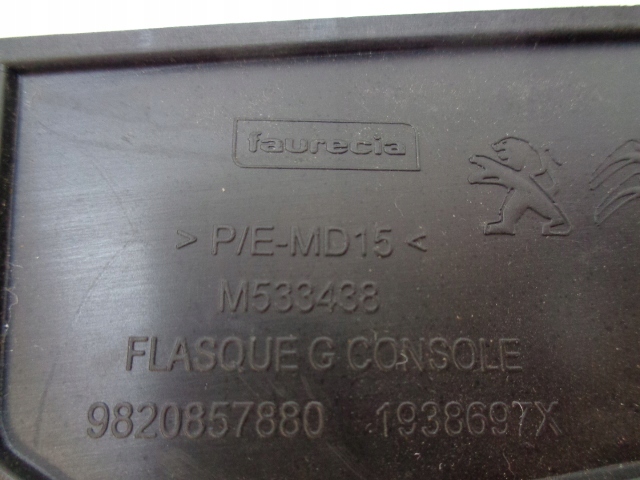 faurecia
> P/E-MD15 <
M533438
FLASQUE G CONSOLE
9820857880 1938697X